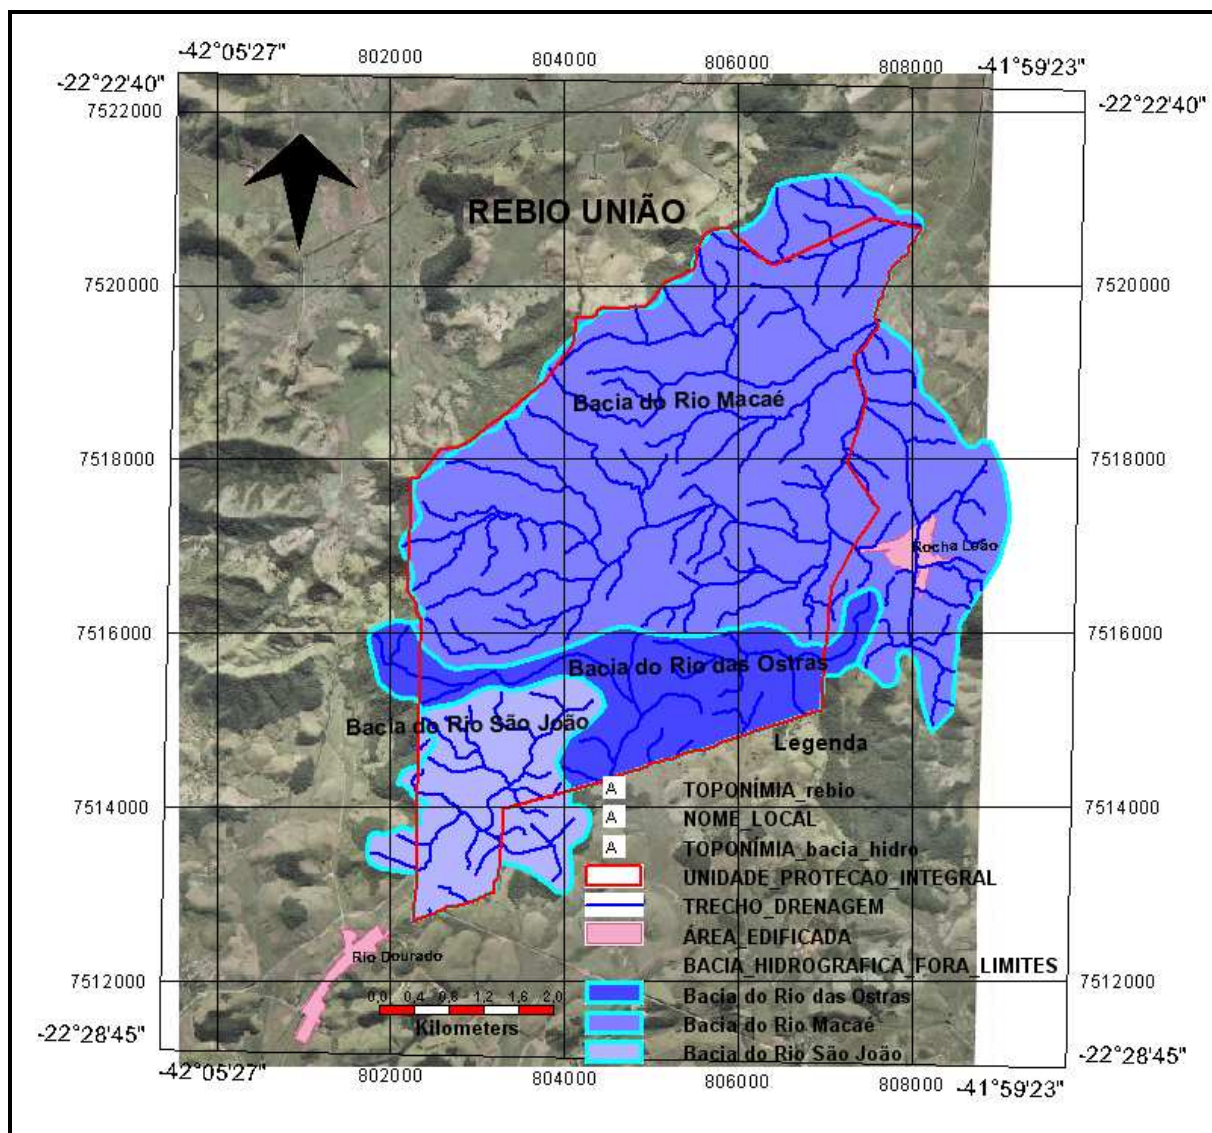 -42°05'27" 802000 804000 806000 808000 -41°59'23"
-22°22'40" -22°22'40"
7522000
REBIO UNIÃO
7520000 7520000
Bacia do Rio Macaé
7518000 7518000
Rocha Leão
7516000 7516000
Bacia do Rio das Ostras
Bacia do Rio São João
Legenda
A TOPONÍMIA_rebio
7514000 7514000
A NOME_LOCAL
A TOPONÍMIA_bacia_hidro
UNIDADE_PROTECAO_INTEGRAL
TRECHO_DRENAGEM
ÁREA_EDIFICADA
Rio Dourado
BACIA_HIDROGRAFICA_FORA_LIMITES
7512000 7512000
0,0 0,4 0,8 1,2 1,6 2,0
Kilometers
Bacia do Rio das Ostras
Bacia do Rio Macaé
Bacia do Rio São João
-22°28'45" -22°28'45"
-42°05'27" 802000 804000 806000 808000 -41°59'23"